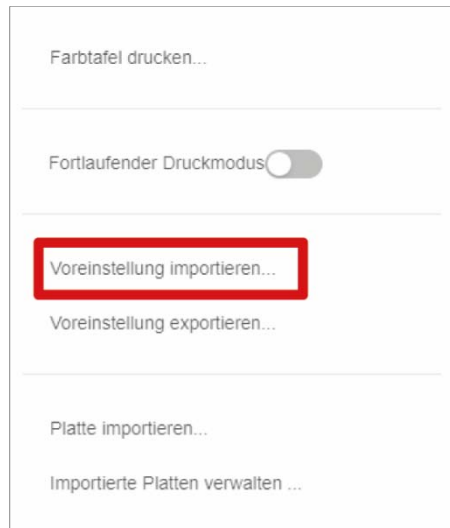 Farbtafel drucken...
Fortlaufender Druckmodus
Voreinstellung importieren...
Voreinstellung exportieren...
Platte importieren...
Importierte Platten verwalten ...